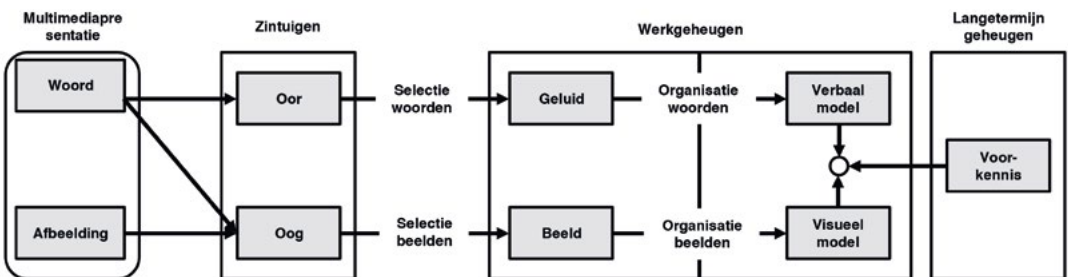 Multimediapre
sentatie
Zintuigen
Werkgeheugen
Langetermijn
geheugen
Woord
Oor
Selectie
woorden
Geluid
Organisatie
woorden
Verbaal
model
Voor-
kennis
Afbeelding
Oog
Selectie
beelden
Beeld
Organisatie
beelden
Visueel
model